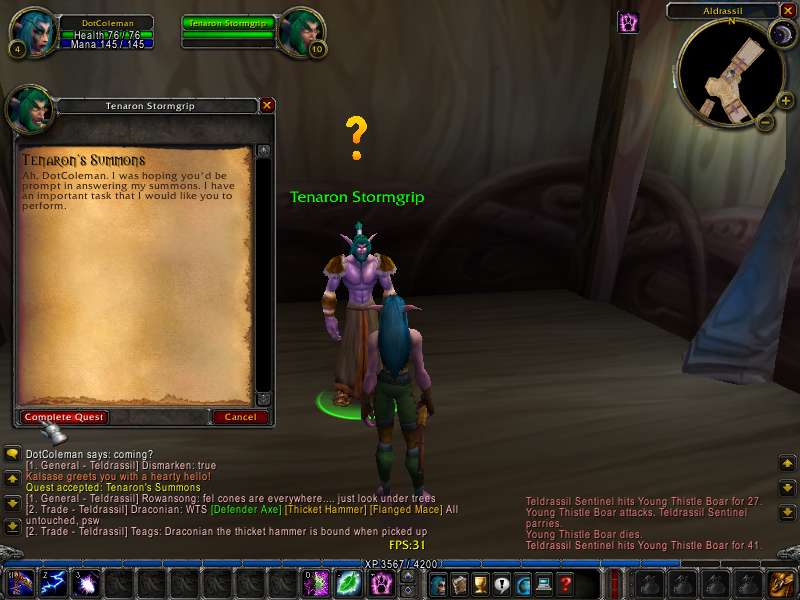 DotColeman
Health 76 / 76
Mana 145 / 145
4
Tenaron Stormgrip
10
Aldrassil
N
Tenaron Stormgrip
Tenaron's Summons
Ah, DotColeman. I was hoping you'd be
prompt in answering my summons. I have
an important task that I would like you to
perform.
Complete Quest
Cancel
?
Tenaron Stormgrip
DotColeman says: coming?
[1. General - Teldrassil] Dismarken: true
Kalsase greets you with a hearty hello!
Quest accepted: Tenaron's Summons
[1. General - Teldrassil] Rowansong: fel cones are everywhere.... just look under trees
[2. Trade - Teldrassil] Draconian: WTS [Defender Axe] [Thicket Hammer] [Flanged Mace] All
untouched, psw
[2. Trade - Teldrassil] Teags: Draconian the thicket hammer is bound when picked up
Teldrassil Sentinel hits Young Thistle Boar for 27.
Young Thistle Boar attacks. Teldrassil Sentinel
parries.
Young Thistle Boar dies.
Teldrassil Sentinel hits Young Thistle Boar for 41.
FPS:31
XP 3567 / 4200
2
3